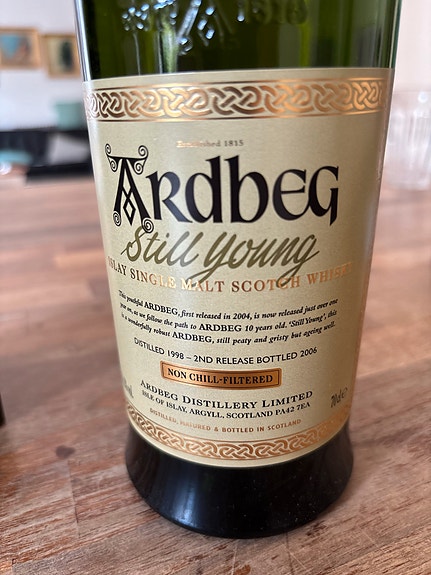 1815
Established 1815
ARDBEG
Still Young
ISLAY SINGLE MALT SCOTCH WHISKY
This youthful ARDBEG, first released in 2004, is now released just over one
year on, as we follow the path to ARDBEG 10 years old. 'Still Young', this
is a wonderfully robust ARDBEG, still peaty and gristy but ageing well.
DISTILLED 1998 – 2ND RELEASE BOTTLED 2006
NON CHILL-FILTERED
ARDBEG DISTILLERY LIMITED
ISLE OF ISLAY, ARGYLL, SCOTLAND PA42 7EA
70cl e
DISTILLED, MATURED & BOTTLED IN SCOTLAND